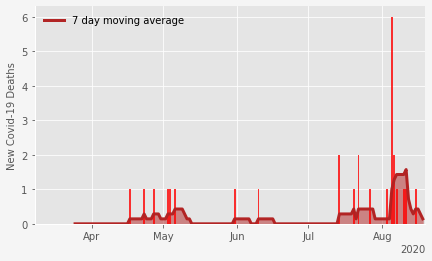 7 day moving average
New Covid-19 Deaths
6
5
4
3
2
1
0
Apr
May
Jun
Jul
Aug
2020